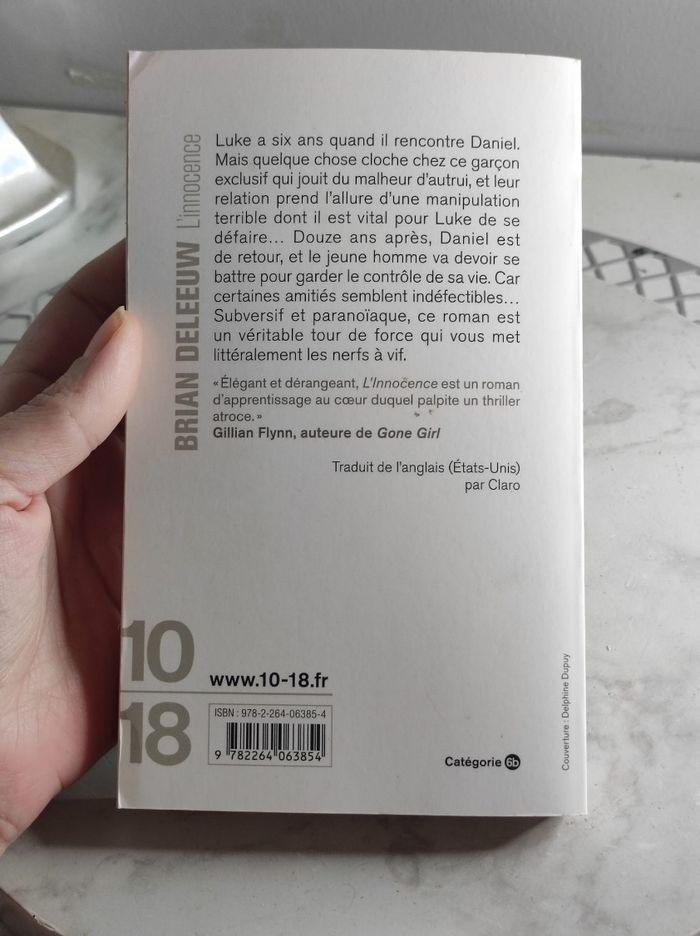 BRIAN DELEEUW L'innocence
Luke a six ans quand il rencontre Daniel.
Mais quelque chose cloche chez ce garçon
exclusif qui jouit du malheur d'autrui, et leur
relation prend l'allure d'une manipulation
terrible dont il est vital pour Luke de se
défaire... Douze ans après, Daniel est
de retour, et le jeune homme va devoir se
battre pour garder le contrôle de sa vie. Car
certaines amitiés semblent indéfectibles...
Subversif et paranoïaque, ce roman est
un véritable tour de force qui vous met
littéralement les nerfs à vif.
« Élégant et dérangeant, L'Innocence est un roman
d'apprentissage au cœur duquel palpite un thriller
atroce. »
Gillian Flynn, auteure de Gone Girl
Traduit de l'anglais (États-Unis)
par Claro
10
18
www.10-18.fr
ISBN : 978-2-264-06385-4
9 782264 063854
Catégorie 6b
Couverture : Delphine Dupuy